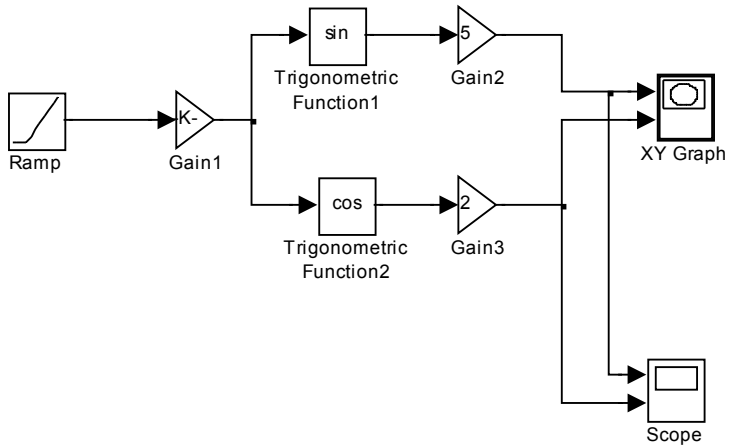 sin
Trigonometric
Function1
5
Gain2
Ramp
K-
Gain1
XY Graph
cos
Trigonometric
Function2
2
Gain3
Scope